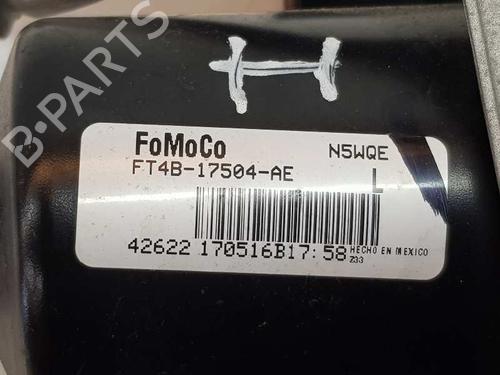 H
FoMoCo N5WQE
FT4B-17504-AE
L
42622 170516B17:58 HECHO EN MEXICO
Z33
B-PARTS